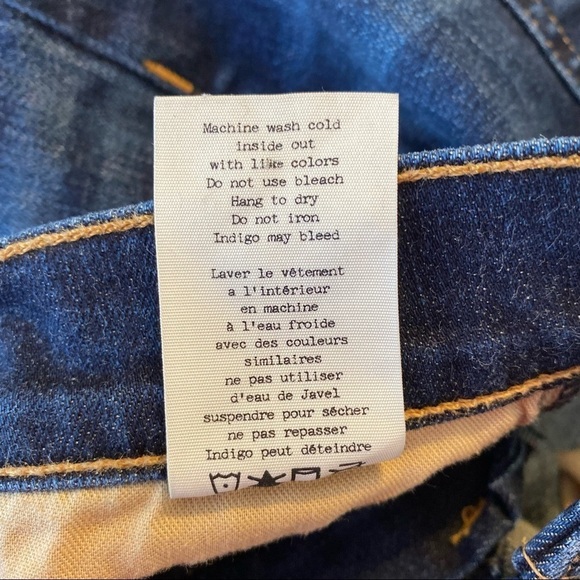 Machine wash cold
inside out
with like colors
Do not use bleach
Hang to dry
Do not iron
Indigo may bleed
Laver le vêtement
a l'intérieur
en machine
à l'eau froide
avec des couleurs
similaires
ne pas utiliser
d'eau de Javel
suspendre pour sécher
ne pas repasser
Indigo peut déteindre